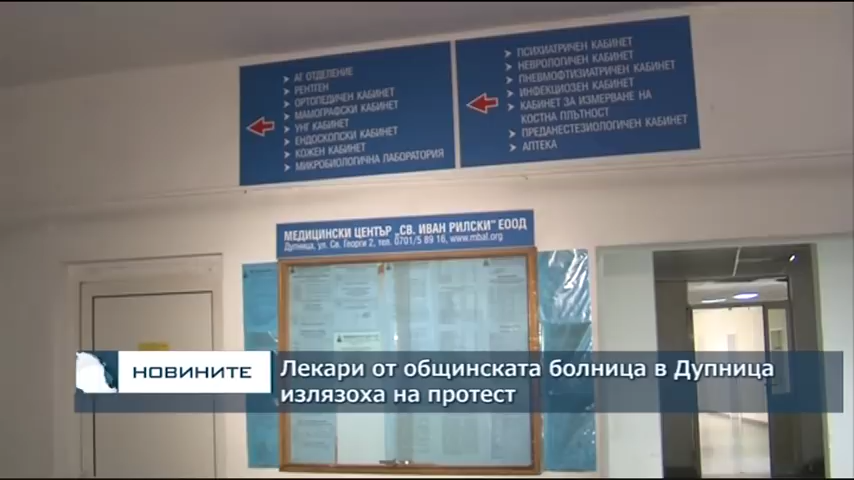 АГ ОТДЕЛЕНИЕ
РЕНТГЕН
ОРТОПЕДИЧЕН КАБИНЕТ
МАМОГРАФСКИ КАБИНЕТ
УНГ КАБИНЕТ
ЕНДОСКОПСКИ КАБИНЕТ
КОЖЕН КАБИНЕТ
МИКРОБИОЛОГИЧНА ЛАБОРАТОРИЯ
ПСИХИАТРИЧЕН КАБИНЕТ
НЕВРОЛОГИЧЕН КАБИНЕТ
ПНЕВМОФТИЗИАТРИЧЕН КАБИНЕТ
ИНФЕКЦИОЗЕН КАБИНЕТ
КАБИНЕТ ЗА ИЗМЕРВАНЕ НА
КОСТНА ПЛЪТНОСТ
ПРЕДАНЕСТЕЗИОЛОГИЧЕН КАБИНЕТ
АПТЕКА
МЕДИЦИНСКИ ЦЕНТЪР „СВ. ИВАН РИЛСКИ" ЕООД
Дупница, ул. Св. Георги 2, тел. 0701/5 89 16, www.mbal.org
НОВИНИТЕ
Лекари от общинската болница в Дупница
излязоха на протест